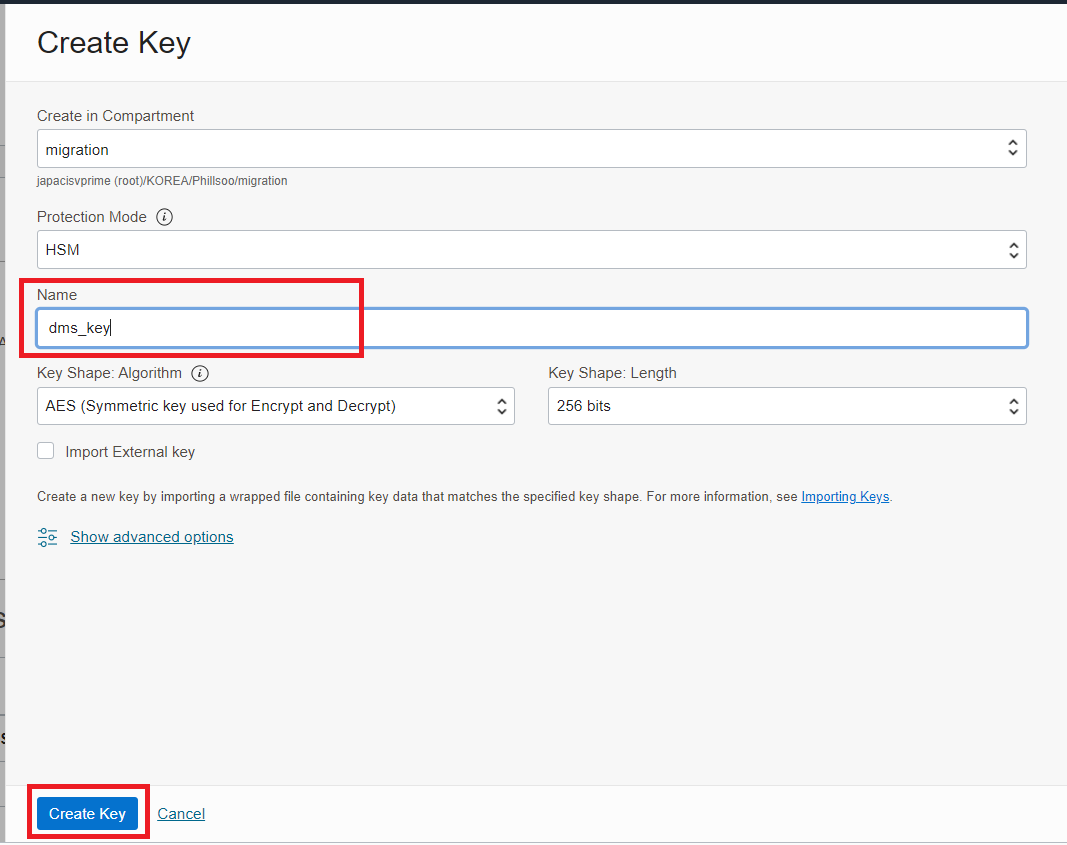 Create Key
Create in Compartment
migration
japacisvprime (root)/KOREA/Phillsoo/migration
Protection Mode
HSM
Name
dms_key
Key Shape: Algorithm
Key Shape: Length
AES (Symmetric key used for Encrypt and Decrypt)
256 bits
Import External key
Create a new key by importing a wrapped file containing key data that matches the specified key shape. For more information, see Importing Keys.
Show advanced options
Create Key
Cancel